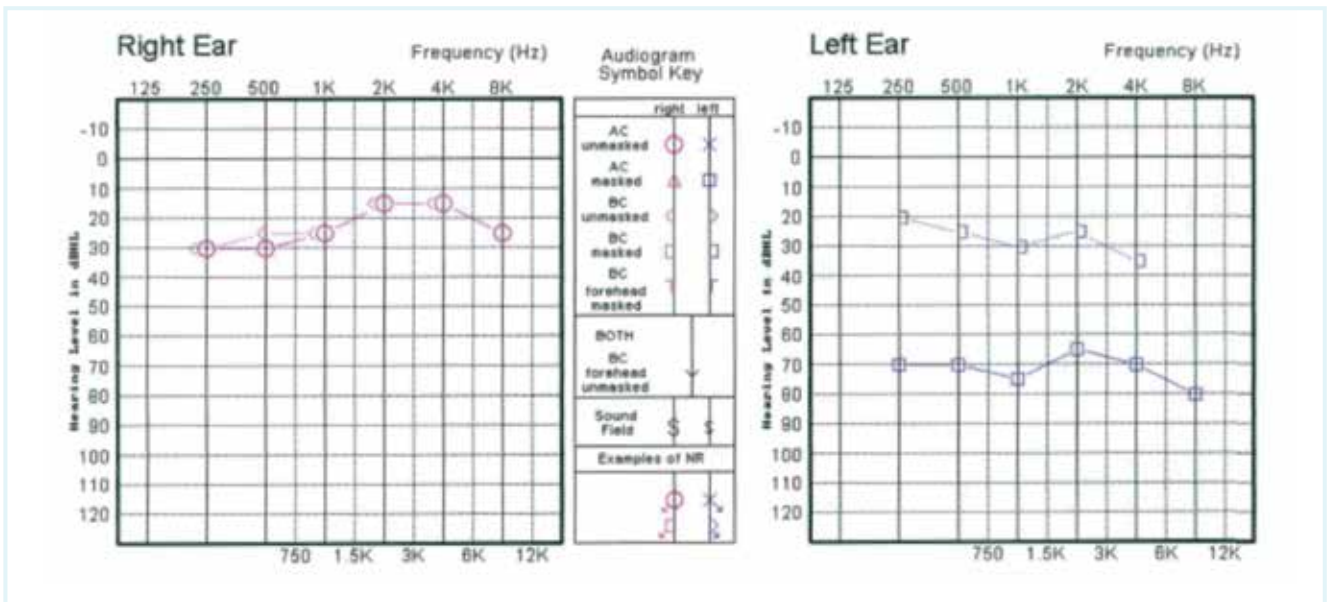 Right Ear
Frequency (Hz)
125 250 500 1K 2K 4K 8K
-10
0
10
20
30
40
50
60
70
80
90
100
110
120
Hearing Level in dBHL
750 1.5K 3K 6K 12K
Audiogram
Symbol Key
right left
AC
unmasked
AC
masked
BC
unmasked
BC
masked
BC
forehead
masked
BOTH
BC
forehead
unmasked
Sound
Field S s
Examples of NR
Left Ear
Frequency (Hz)
125 250 500 1K 2K 4K 8K
-10
0
10
20
30
40
50
60
70
80
90
100
110
120
Hearing Level in dBHL
750 1.5K 3K 6K 12K